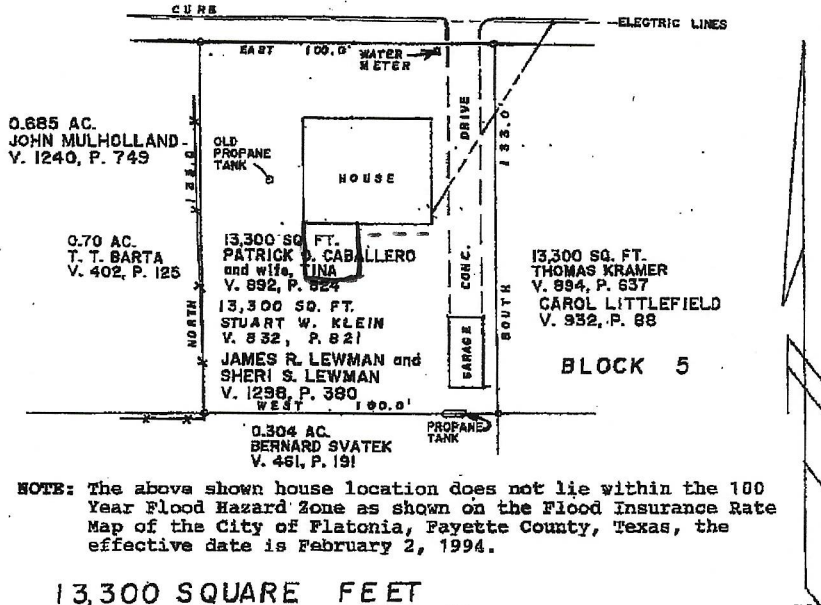 CURB
ELECTRIC LINES
EAST 100.0'
WATER
METER
0.685 AC.
JOHN MULHOLLAND
V. 1240, P. 749
133.0
OLD
PROPANE
TANK
HOUSE
DRIVE
133.0'
0.70 AC.
T. T. BARTA
V. 402, P. 125
13,300 SQ. FT.
PATRICK D. CABALLERO
and wife, TINA
V. 892, P. 824
13,300 SQ. FT.
STUART W. KLEIN
V. 832, P. 821
JAMES R. LEWMAN and
SHERI S. LEWMAN
V. 1298, P. 380
NORTH
CONC.
GARAGE
SOUTH
13,300 SQ. FT.
THOMAS KRAMER
V. 894, P. 637
CAROL LITTLEFIELD
V. 932, P. 88
BLOCK 5
WEST 100.0'
PROPANE
TANK
0.304 AC.
BERNARD SVATEK
V. 461, P. 191
NOTE: The above shown house location does not lie within the 100
Year Flood Hazard Zone as shown on the Flood Insurance Rate
Map of the City of Flatonia, Fayette County, Texas, the
effective date is February 2, 1994.
13,300 SQUARE FEET